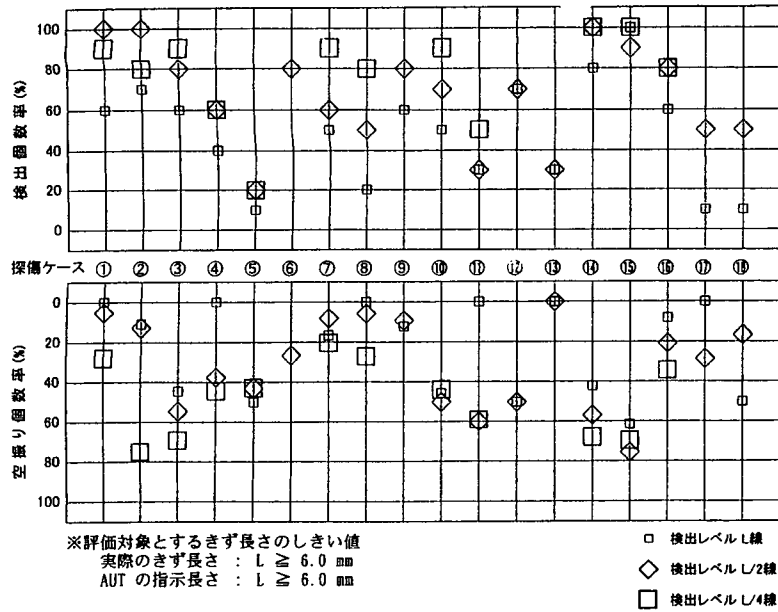 検出個数率(%)
100
80
60
40
20
0
探傷ケース ① ② ③ ④ ⑤ ⑥ ⑦ ⑧ ⑨ ⑩ ⑪ ⑫ ⑬ ⑭ ⑮ ⑯ ⑰ ⑱
空振り個数率(%)
0
20
40
60
80
100
※評価対象とするきず長さのしきい値
実際のきず長さ : L ≧ 6.0 mm
AUT の指示長さ : L ≧ 6.0 mm
検出レベル L線
検出レベル L/2線
検出レベル L/4線